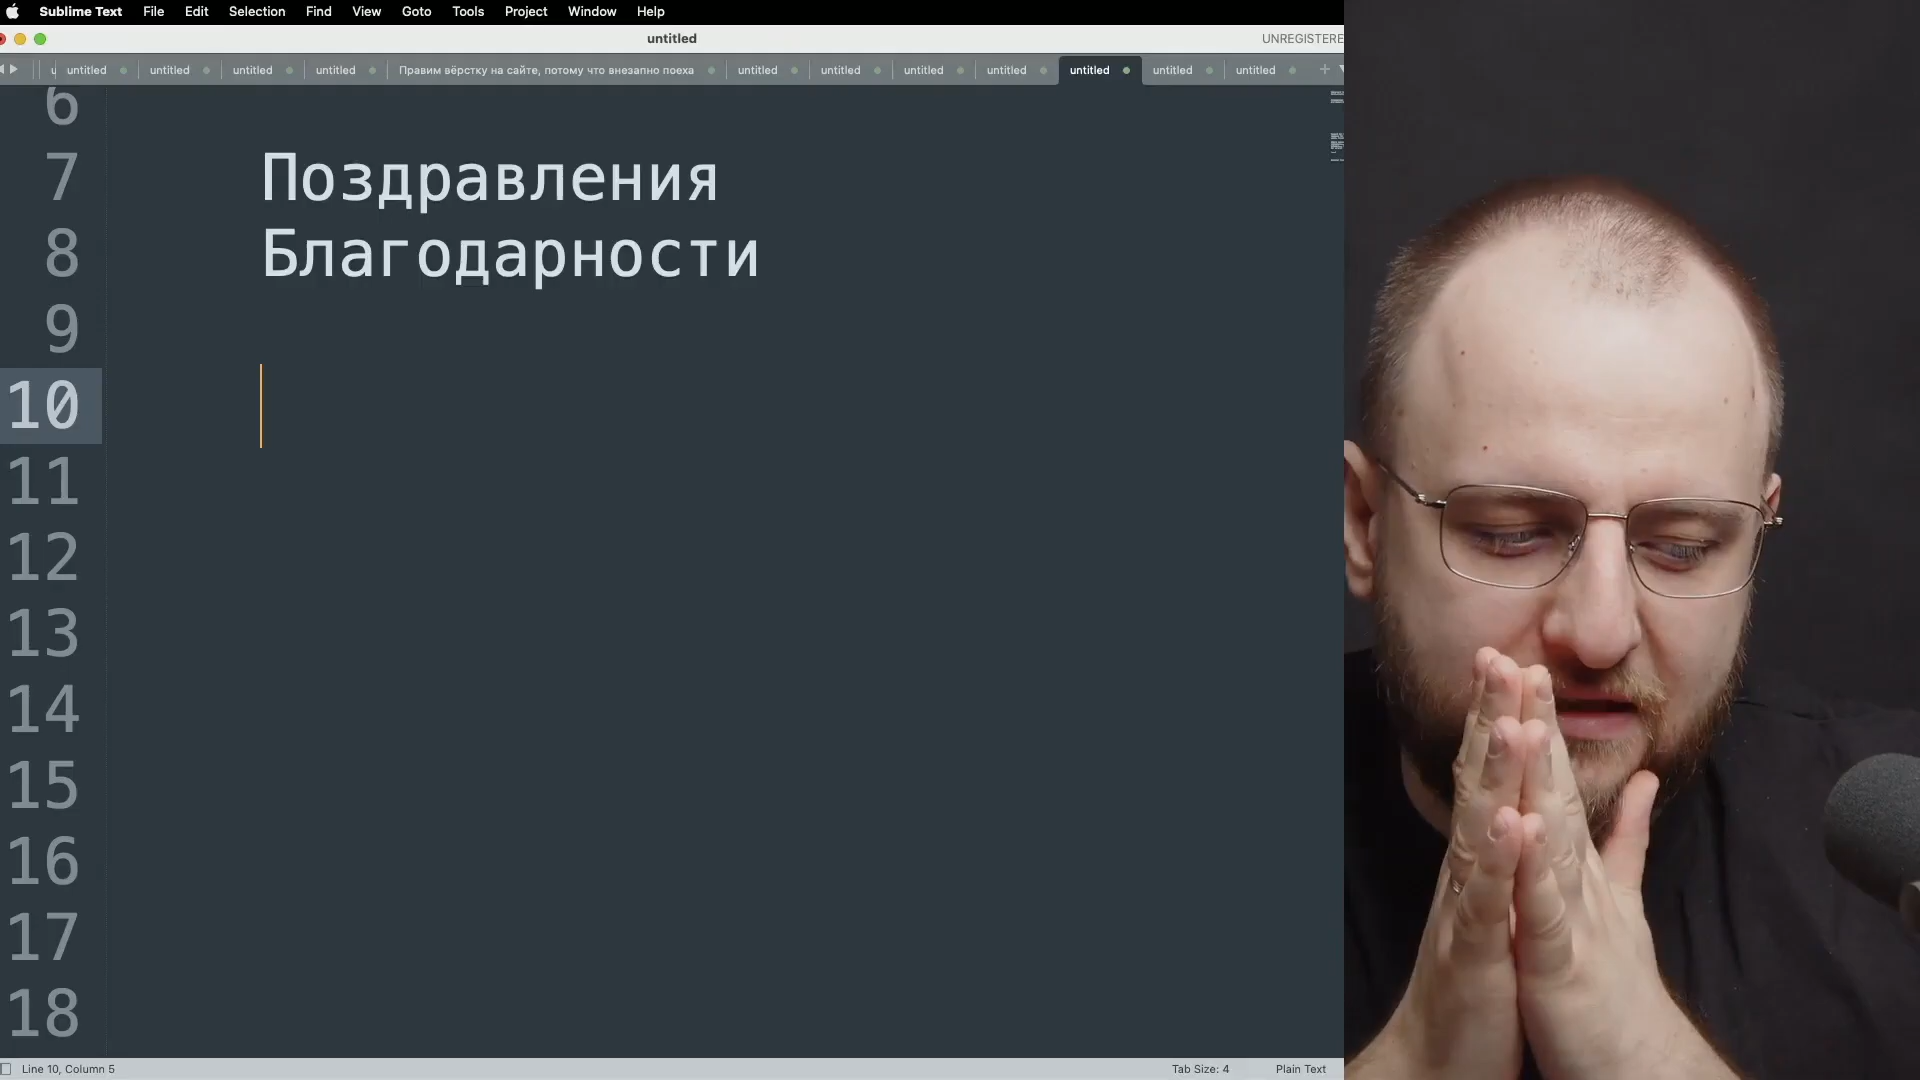 Sublime Text File Edit Selection Find View Goto Tools Project Window Help
untitled
UNREGISTERE
untitled untitled untitled untitled Правим вёрстку на сайте, потому что внезапно поеха untitled untitled untitled untitled untitled untitled untitled
6
7 Поздравления
8 Благодарности
9
10
11
12
13
14
15
16
17
18
Line 10, Column 5 Tab Size: 4 Plain Text